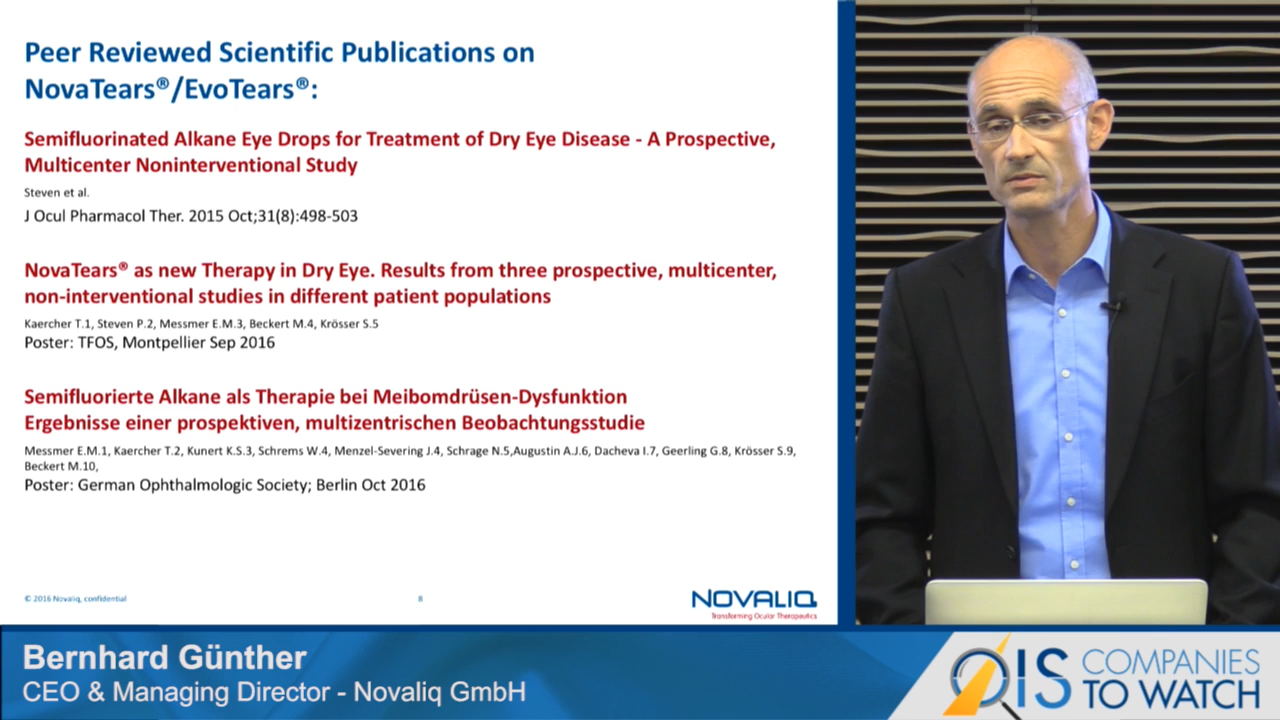 Peer Reviewed Scientific Publications on
NovaTears®/EvoTears®:
Semifluorinated Alkane Eye Drops for Treatment of Dry Eye Disease - A Prospective,
Multicenter Noninterventional Study
Steven et al.
J Ocul Pharmacol Ther. 2015 Oct;31(8):498-503
NovaTears® as new Therapy in Dry Eye. Results from three prospective, multicenter,
non-interventional studies in different patient populations
Kaercher T.1, Steven P.2, Messmer E.M.3, Beckert M.4, Krösser S.5
Poster: TFOS, Montpellier Sep 2016
Semifluorierte Alkane als Therapie bei Meibomdrüsen-Dysfunktion
Ergebnisse einer prospektiven, multizentrischen Beobachtungsstudie
Messmer E.M.1, Kaercher T.2, Kunert K.S.3, Schrems W.4, Menzel-Severing J.4, Schrage N.5,Augustin A.J.6, Dacheva I.7, Geerling G.8, Krösser S.9,
Beckert M.10,
Poster: German Ophthalmologic Society; Berlin Oct 2016
© 2016 Novaliq, confidential
8
NOVALIQ
Transforming Ocular Therapeutics
Bernhard Günther
CEO & Managing Director - Novaliq GmbH
OIS COMPANIES
TO WATCH